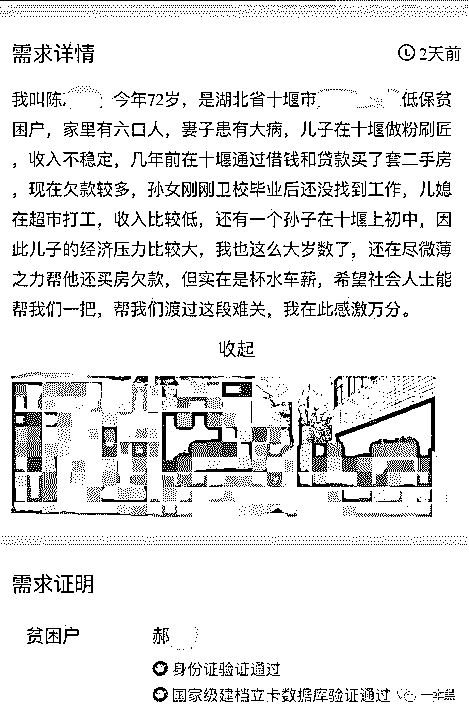 需求详情
2天前
我叫陈 今年72岁，是湖北省十堰市 低保贫
困户，家里有六口人，妻子患有大病，儿子在十堰做粉刷匠
，收入不稳定，几年前在十堰通过借钱和贷款买了套二手房
，现在欠款较多，孙女刚刚卫校毕业后还没找到工作，儿媳
在超市打工，收入比较低，还有一个孙子在十堰上初中，因
此儿子的经济压力比较大，我也这么大岁数了，还在尽微薄
之力帮他还买房欠款，但实在是杯水车薪，希望社会人士能
帮我们一把，帮我们渡过这段难关，我在此感激万分。
收起
需求证明
贫困户 郝
身份证验证通过
国家级建档立卡数据库验证通过